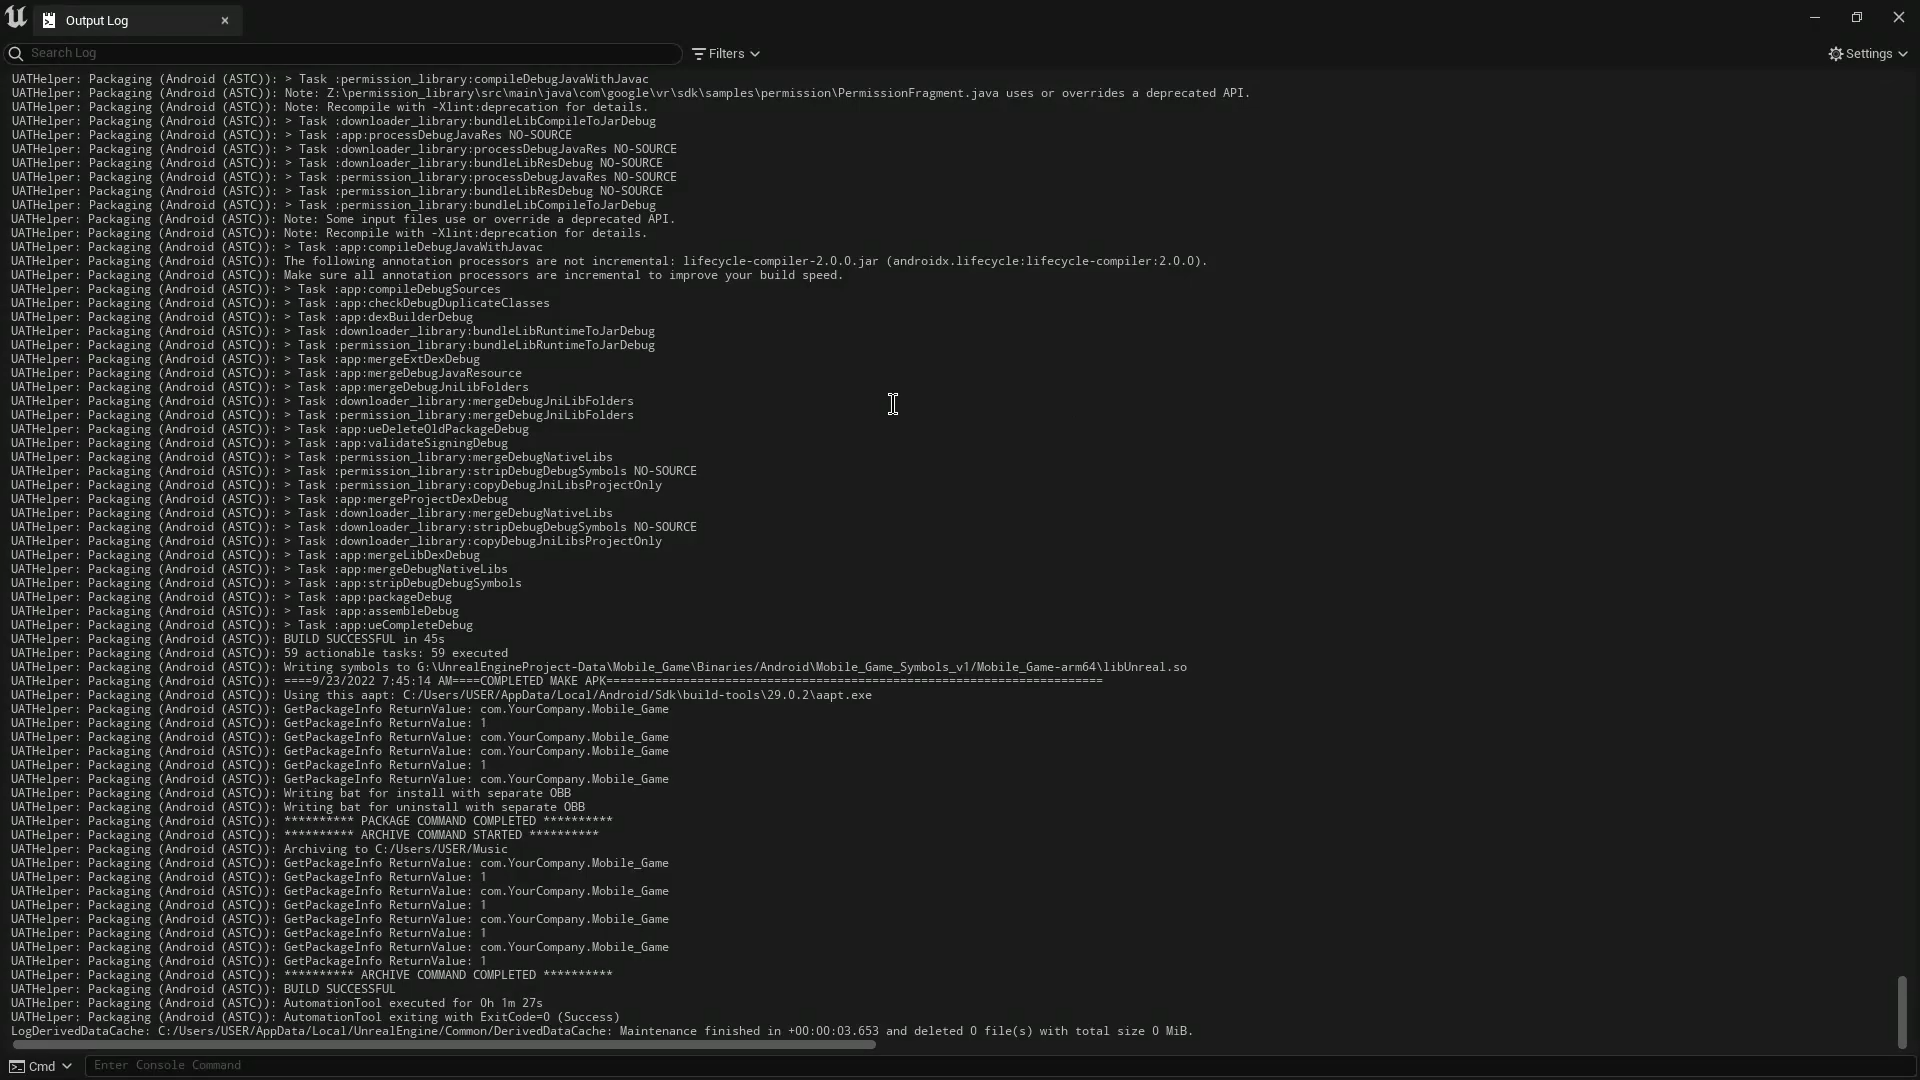 Output Log
Search Log
Filters
Settings
UATHelper: Packaging (Android (ASTC)): > Task :permission_library:compileDebugJavaWithJavac
UATHelper: Packaging (Android (ASTC)): Note: Z:\permission_library\src\main\java\com\google\vr\sdk\samples\permission\PermissionFragment.java uses or overrides a deprecated API.
UATHelper: Packaging (Android (ASTC)): Note: Recompile with -Xlint:deprecation for details.
UATHelper: Packaging (Android (ASTC)): > Task :downloader_library:bundleLibCompileToJarDebug
UATHelper: Packaging (Android (ASTC)): > Task :app:processDebugJavaRes NO-SOURCE
UATHelper: Packaging (Android (ASTC)): > Task :downloader_library:processDebugJavaRes NO-SOURCE
UATHelper: Packaging (Android (ASTC)): > Task :downloader_library:bundleLibResDebug NO-SOURCE
UATHelper: Packaging (Android (ASTC)): > Task :permission_library:processDebugJavaRes NO-SOURCE
UATHelper: Packaging (Android (ASTC)): > Task :permission_library:bundleLibResDebug NO-SOURCE
UATHelper: Packaging (Android (ASTC)): > Task :permission_library:bundleLibCompileToJarDebug
UATHelper: Packaging (Android (ASTC)): Note: Some input files use or override a deprecated API.
UATHelper: Packaging (Android (ASTC)): Note: Recompile with -Xlint:deprecation for details.
UATHelper: Packaging (Android (ASTC)): > Task :app:compileDebugJavaWithJavac
UATHelper: Packaging (Android (ASTC)): The following annotation processors are not incremental: lifecycle-compiler-2.0.0.jar (androidx.lifecycle:lifecycle-compiler:2.0.0).
UATHelper: Packaging (Android (ASTC)): Make sure all annotation processors are incremental to improve your build speed.
UATHelper: Packaging (Android (ASTC)): > Task :app:compileDebugSources
UATHelper: Packaging (Android (ASTC)): > Task :app:checkDebugDuplicateClasses
UATHelper: Packaging (Android (ASTC)): > Task :app:dexBuilderDebug
UATHelper: Packaging (Android (ASTC)): > Task :downloader_library:bundleLibRuntimeToJarDebug
UATHelper: Packaging (Android (ASTC)): > Task :permission_library:bundleLibRuntimeToJarDebug
UATHelper: Packaging (Android (ASTC)): > Task :app:mergeExtDexDebug
UATHelper: Packaging (Android (ASTC)): > Task :app:mergeDebugJavaResource
UATHelper: Packaging (Android (ASTC)): > Task :app:mergeDebugJniLibFolders
UATHelper: Packaging (Android (ASTC)): > Task :downloader_library:mergeDebugJniLibFolders
UATHelper: Packaging (Android (ASTC)): > Task :permission_library:mergeDebugJniLibFolders
UATHelper: Packaging (Android (ASTC)): > Task :app:ueDeleteOldPackageDebug
UATHelper: Packaging (Android (ASTC)): > Task :app:validateSigningDebug
UATHelper: Packaging (Android (ASTC)): > Task :permission_library:mergeDebugNativeLibs
UATHelper: Packaging (Android (ASTC)): > Task :permission_library:stripDebugDebugSymbols NO-SOURCE
UATHelper: Packaging (Android (ASTC)): > Task :permission_library:copyDebugJniLibsProjectOnly
UATHelper: Packaging (Android (ASTC)): > Task :app:mergeProjectDexDebug
UATHelper: Packaging (Android (ASTC)): > Task :downloader_library:mergeDebugNativeLibs
UATHelper: Packaging (Android (ASTC)): > Task :downloader_library:stripDebugDebugSymbols NO-SOURCE
UATHelper: Packaging (Android (ASTC)): > Task :downloader_library:copyDebugJniLibsProjectOnly
UATHelper: Packaging (Android (ASTC)): > Task :app:mergeLibDexDebug
UATHelper: Packaging (Android (ASTC)): > Task :app:mergeDebugNativeLibs
UATHelper: Packaging (Android (ASTC)): > Task :app:stripDebugDebugSymbols
UATHelper: Packaging (Android (ASTC)): > Task :app:packageDebug
UATHelper: Packaging (Android (ASTC)): > Task :app:assembleDebug
UATHelper: Packaging (Android (ASTC)): > Task :app:ueCompleteDebug
UATHelper: Packaging (Android (ASTC)): BUILD SUCCESSFUL in 45s
UATHelper: Packaging (Android (ASTC)): 59 actionable tasks: 59 executed
UATHelper: Packaging (Android (ASTC)): Writing symbols to G:\UnrealEngineProject-Data\Mobile_Game\Binaries/Android\Mobile_Game_Symbols_v1/Mobile_Game-arm64\libUnreal.so
UATHelper: Packaging (Android (ASTC)): ====9/23/2022 7:45:14 AM====COMPLETED MAKE APK=======================================================================
UATHelper: Packaging (Android (ASTC)): Using this aapt: C:/Users/USER/AppData/Local/Android/Sdk\build-tools\29.0.2\aapt.exe
UATHelper: Packaging (Android (ASTC)): GetPackageInfo ReturnValue: com.YourCompany.Mobile_Game
UATHelper: Packaging (Android (ASTC)): GetPackageInfo ReturnValue: 1
UATHelper: Packaging (Android (ASTC)): GetPackageInfo ReturnValue: com.YourCompany.Mobile_Game
UATHelper: Packaging (Android (ASTC)): GetPackageInfo ReturnValue: com.YourCompany.Mobile_Game
UATHelper: Packaging (Android (ASTC)): GetPackageInfo ReturnValue: 1
UATHelper: Packaging (Android (ASTC)): GetPackageInfo ReturnValue: com.YourCompany.Mobile_Game
UATHelper: Packaging (Android (ASTC)): Writing bat for install with separate OBB
UATHelper: Packaging (Android (ASTC)): Writing bat for uninstall with separate OBB
UATHelper: Packaging (Android (ASTC)): ********** PACKAGE COMMAND COMPLETED **********
UATHelper: Packaging (Android (ASTC)): ********** ARCHIVE COMMAND STARTED **********
UATHelper: Packaging (Android (ASTC)): Archiving to C:/Users/USER/Music
UATHelper: Packaging (Android (ASTC)): GetPackageInfo ReturnValue: com.YourCompany.Mobile_Game
UATHelper: Packaging (Android (ASTC)): GetPackageInfo ReturnValue: 1
UATHelper: Packaging (Android (ASTC)): GetPackageInfo ReturnValue: com.YourCompany.Mobile_Game
UATHelper: Packaging (Android (ASTC)): GetPackageInfo ReturnValue: 1
UATHelper: Packaging (Android (ASTC)): GetPackageInfo ReturnValue: com.YourCompany.Mobile_Game
UATHelper: Packaging (Android (ASTC)): GetPackageInfo ReturnValue: 1
UATHelper: Packaging (Android (ASTC)): GetPackageInfo ReturnValue: com.YourCompany.Mobile_Game
UATHelper: Packaging (Android (ASTC)): GetPackageInfo ReturnValue: 1
UATHelper: Packaging (Android (ASTC)): ********** ARCHIVE COMMAND COMPLETED **********
UATHelper: Packaging (Android (ASTC)): BUILD SUCCESSFUL
UATHelper: Packaging (Android (ASTC)): AutomationTool executed for 0h 1m 27s
UATHelper: Packaging (Android (ASTC)): AutomationTool exiting with ExitCode=0 (Success)
LogDerivedDataCache: C:/Users/USER/AppData/Local/UnrealEngine/Common/DerivedDataCache: Maintenance finished in +00:00:03.653 and deleted 0 file(s) with total size 0 MiB.
Cmd
Enter Console Command